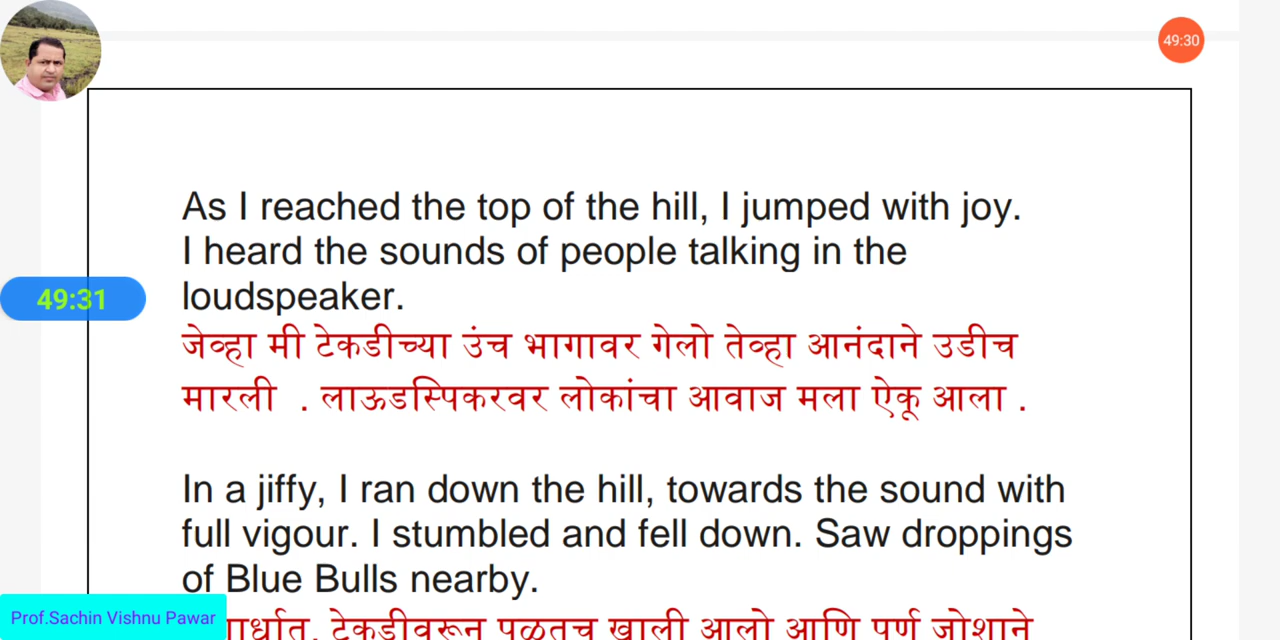 49:30
As I reached the top of the hill, I jumped with joy.
I heard the sounds of people talking in the
49:31
loudspeaker.
जेव्हा मी टेकडीच्या उंच भागावर गेलो तेव्हा आनंदाने उडीच
मारली . लाऊडस्पिकरवर लोकांचा आवाज मला ऐकू आला .
In a jiffy, I ran down the hill, towards the sound with
full vigour. I stumbled and fell down. Saw droppings
of Blue Bulls nearby.
Prof.Sachin Vishnu Pawar
टेकडीवरून पळतच खाली आलो आणि पूर्ण जोशाने